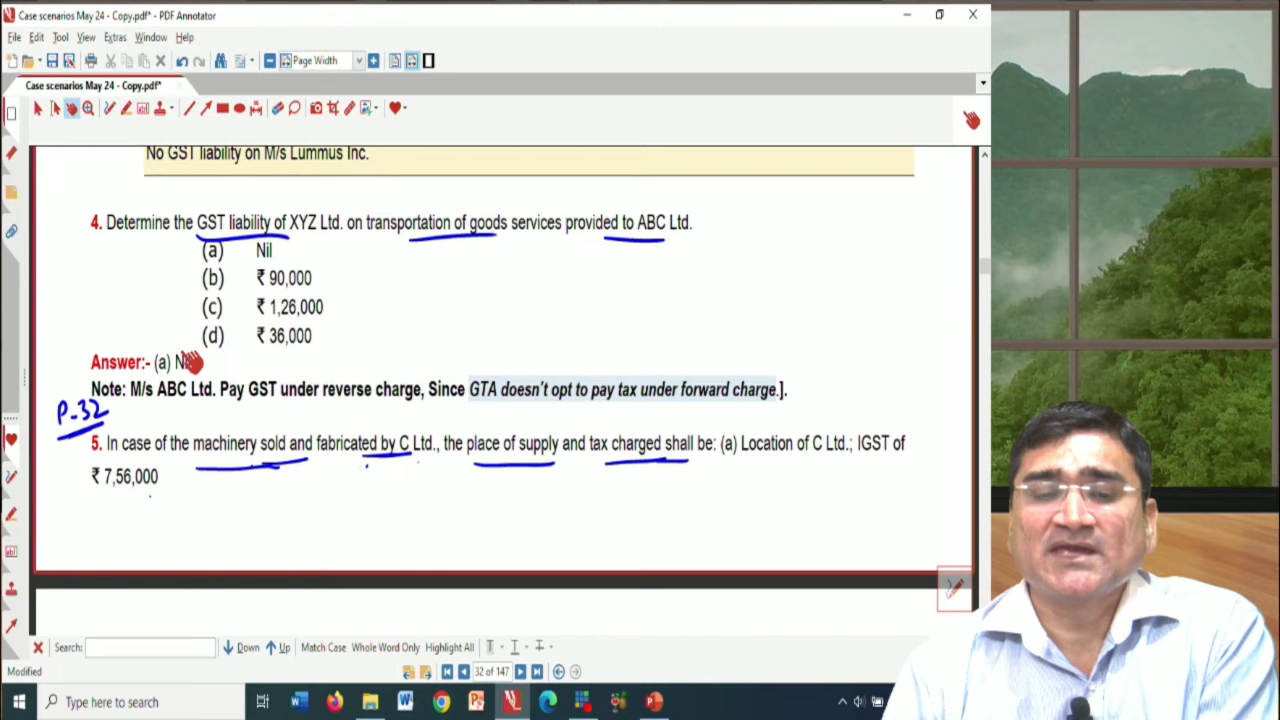 Case scenarios May 24 - Copy.pdf* - PDF Annotator
File Edit Tool View Extras Window Help
Page Width
Case scenarios May 24 - Copy.pdf*
No GST liability on M/s Lummus Inc.
4. Determine the GST liability of XYZ Ltd. on transportation of goods services provided to ABC Ltd.
(a) Nil
(b) ₹ 90,000
(c) ₹ 1,26,000
(d) ₹ 36,000
Answer:- (a)
Note: M/s ABC Ltd. Pay GST under reverse charge, Since GTA doesn't opt to pay tax under forward charge.].
P-32
5. In case of the machinery sold and fabricated by C Ltd., the place of supply and tax charged shall be: (a) Location of C Ltd.; IGST of
₹ 7,56,000
Search: Down Up Match Case Whole Word Only Highlight All
Modified 32 of 147
Type here to search